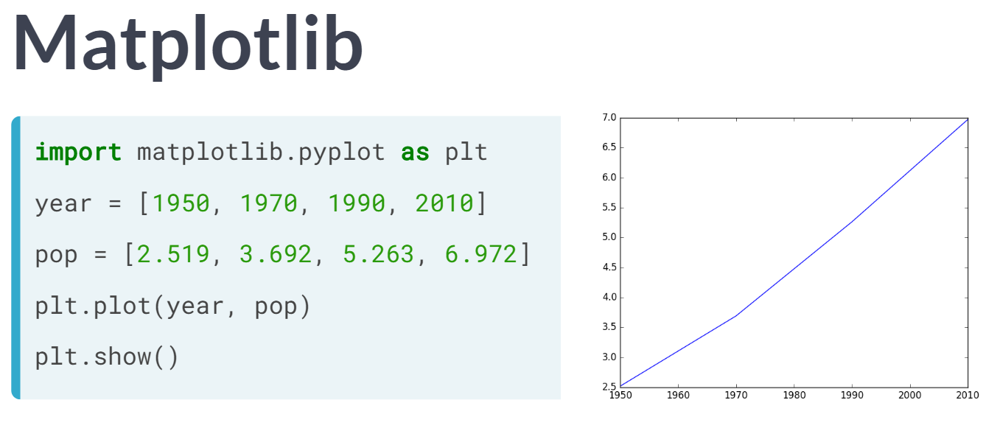 Matplotlib
import matplotlib.pyplot as plt
year = [1950, 1970, 1990, 2010]
pop = [2.519, 3.692, 5.263, 6.972]
plt.plot(year, pop)
plt.show()
7.0
6.5
6.0
5.5
5.0
4.5
4.0
3.5
3.0
2.5
1950 1960 1970 1980 1990 2000 2010